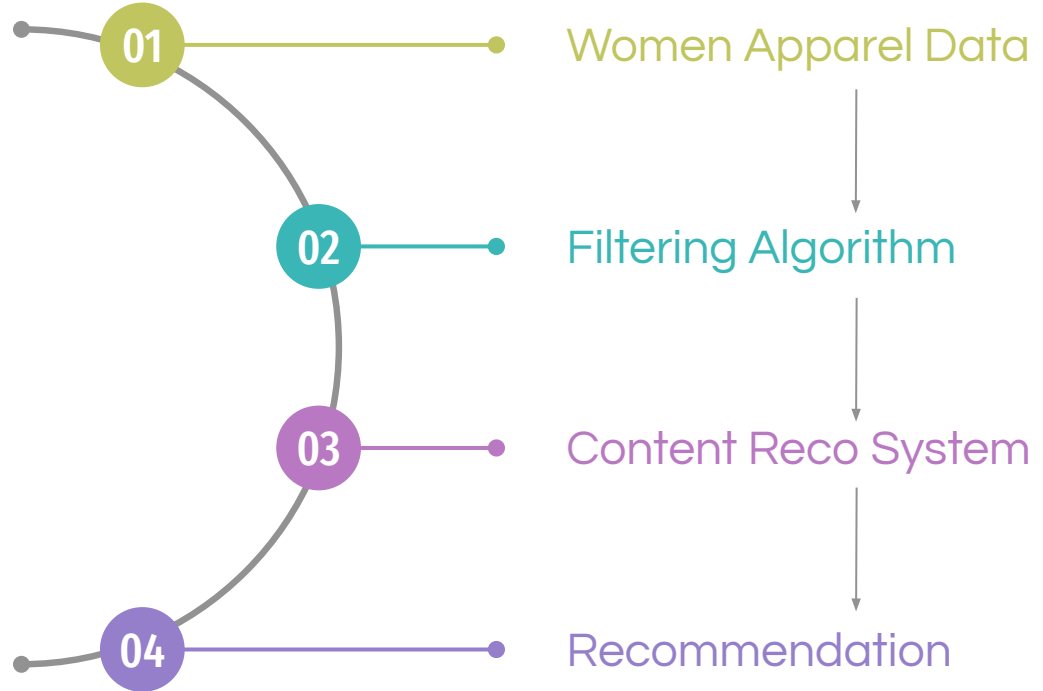 01 Women Apparel Data
02 Filtering Algorithm
03 Content Reco System
04 Recommendation